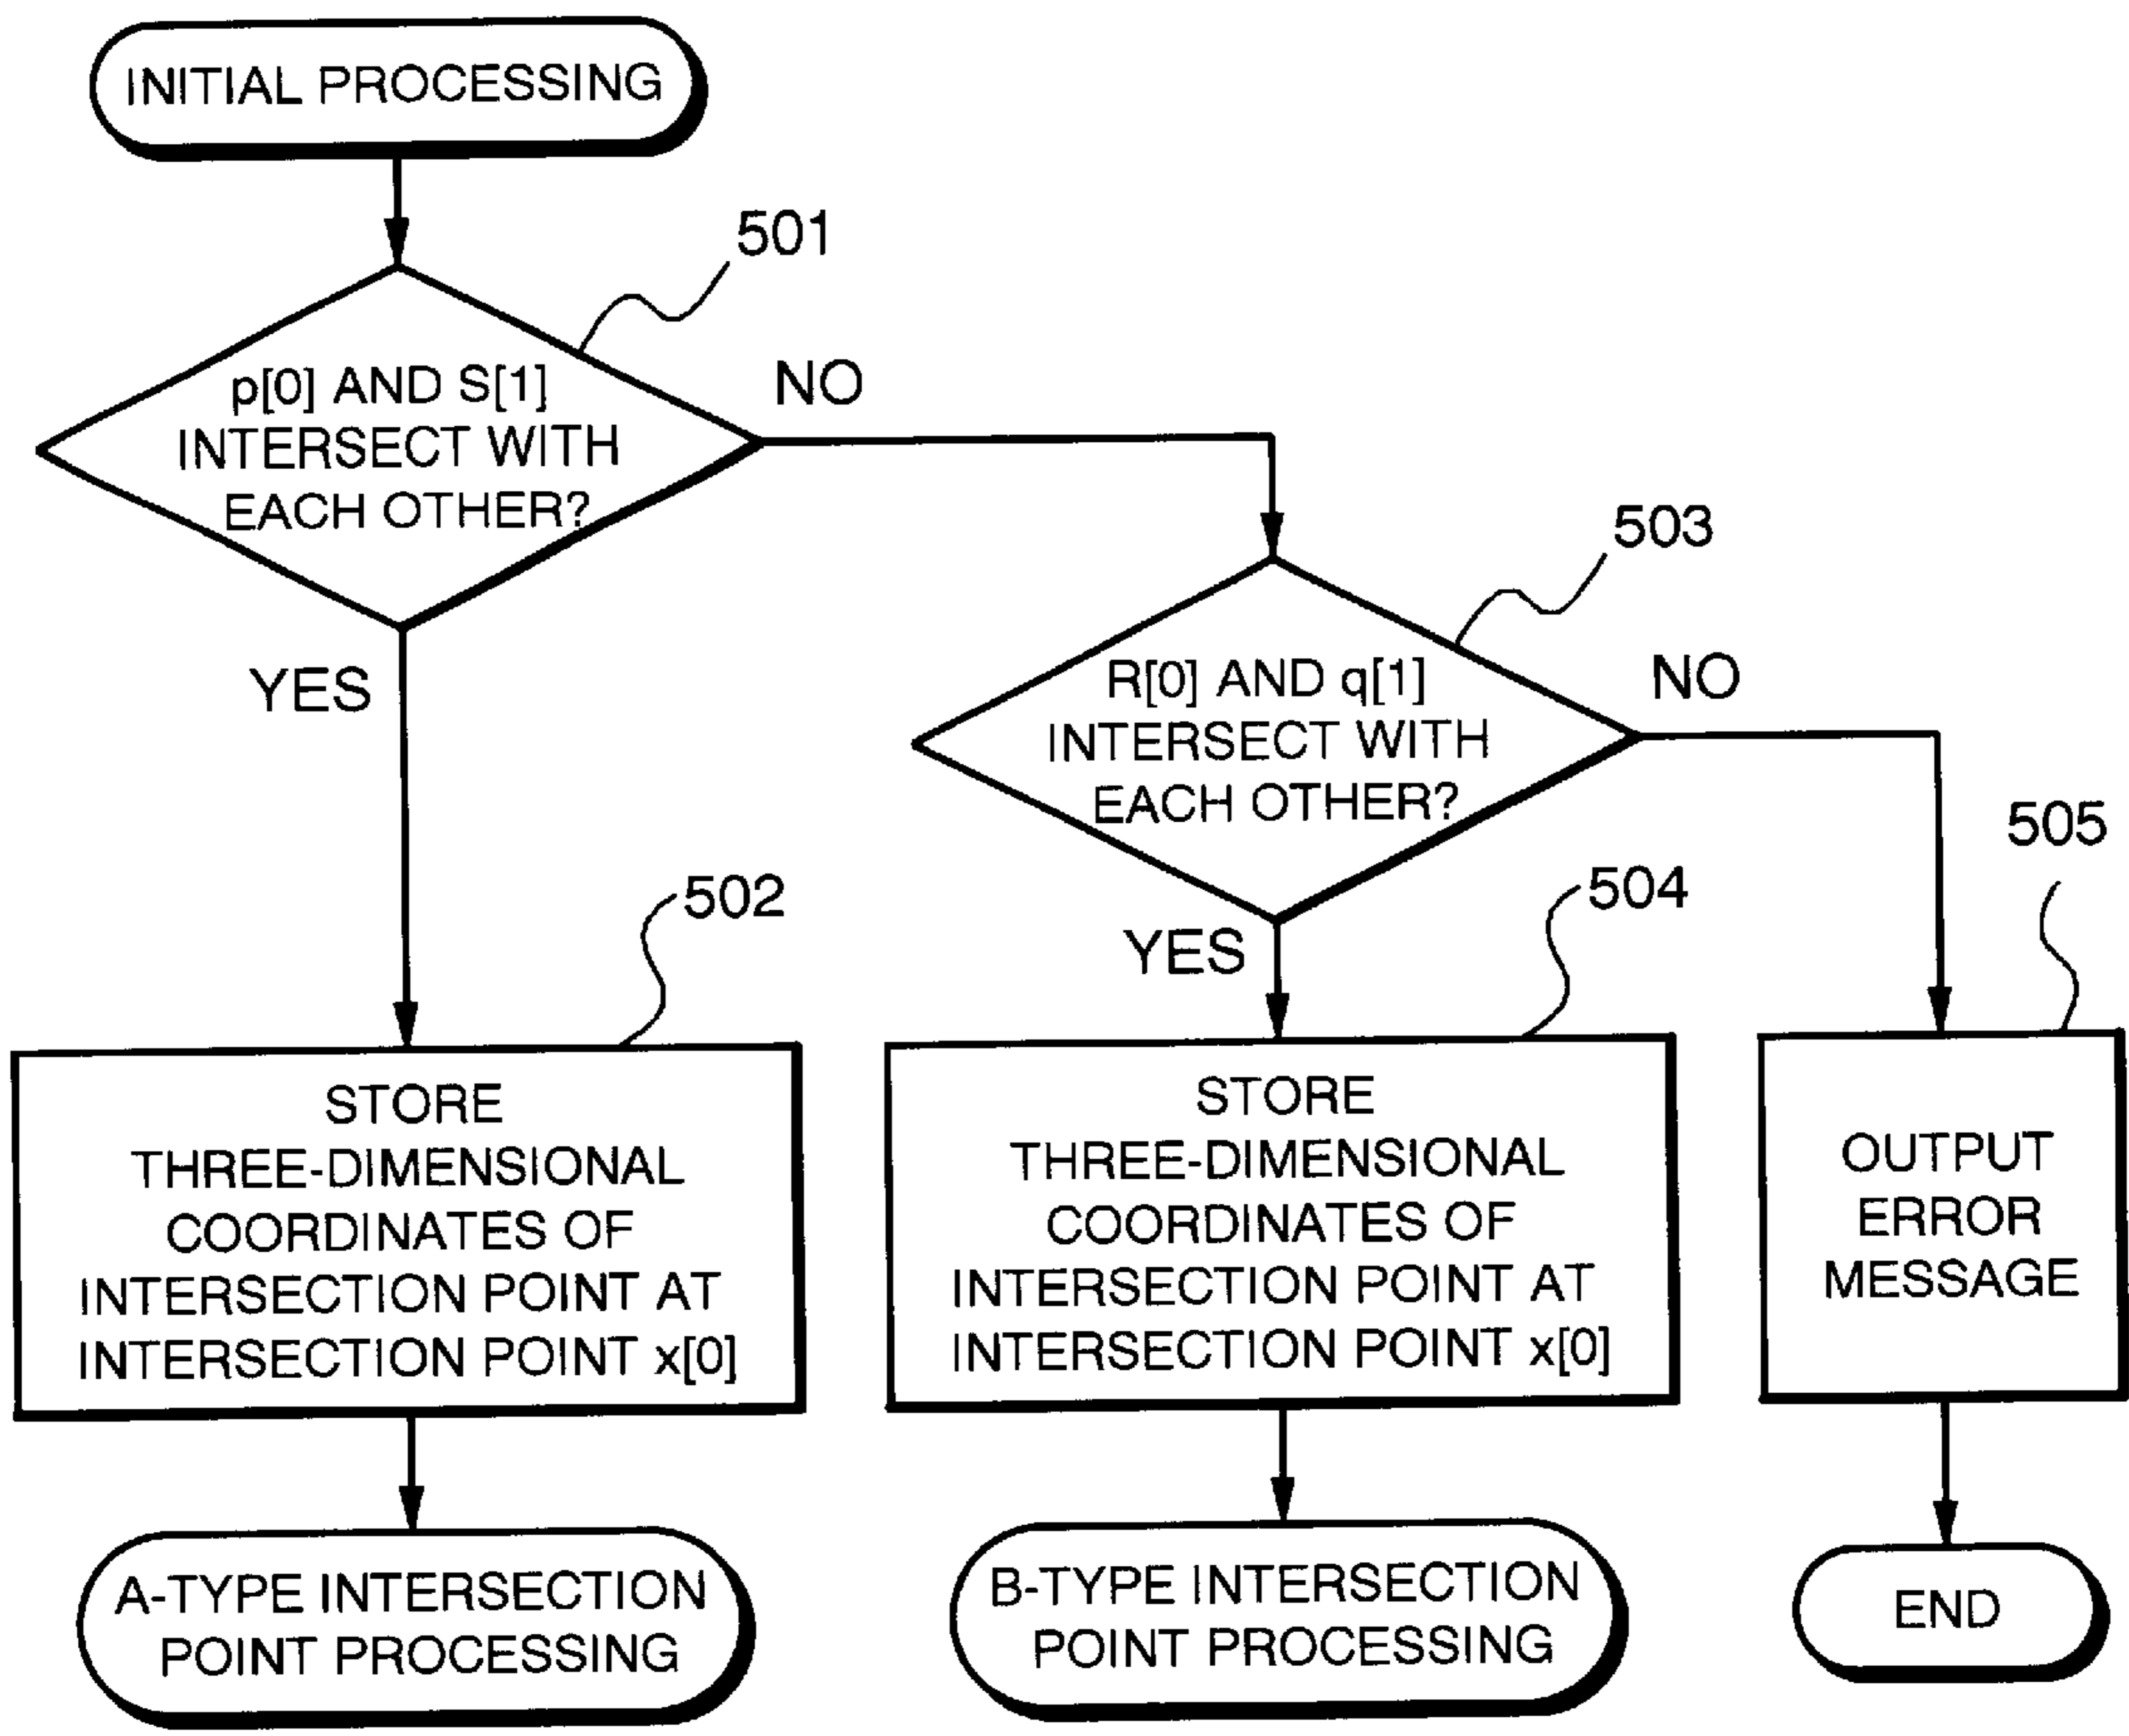 INITIAL PROCESSING
501
p[0] AND S[1]
INTERSECT WITH
EACH OTHER?
NO
YES
503
R[0] AND q[1]
INTERSECT WITH
EACH OTHER?
NO
YES
502
STORE
THREE-DIMENSIONAL
COORDINATES OF
INTERSECTION POINT AT
INTERSECTION POINT x[0]
504
STORE
THREE-DIMENSIONAL
COORDINATES OF
INTERSECTION POINT AT
INTERSECTION POINT x[0]
505
OUTPUT
ERROR
MESSAGE
A-TYPE INTERSECTION
POINT PROCESSING
B-TYPE INTERSECTION
POINT PROCESSING
END